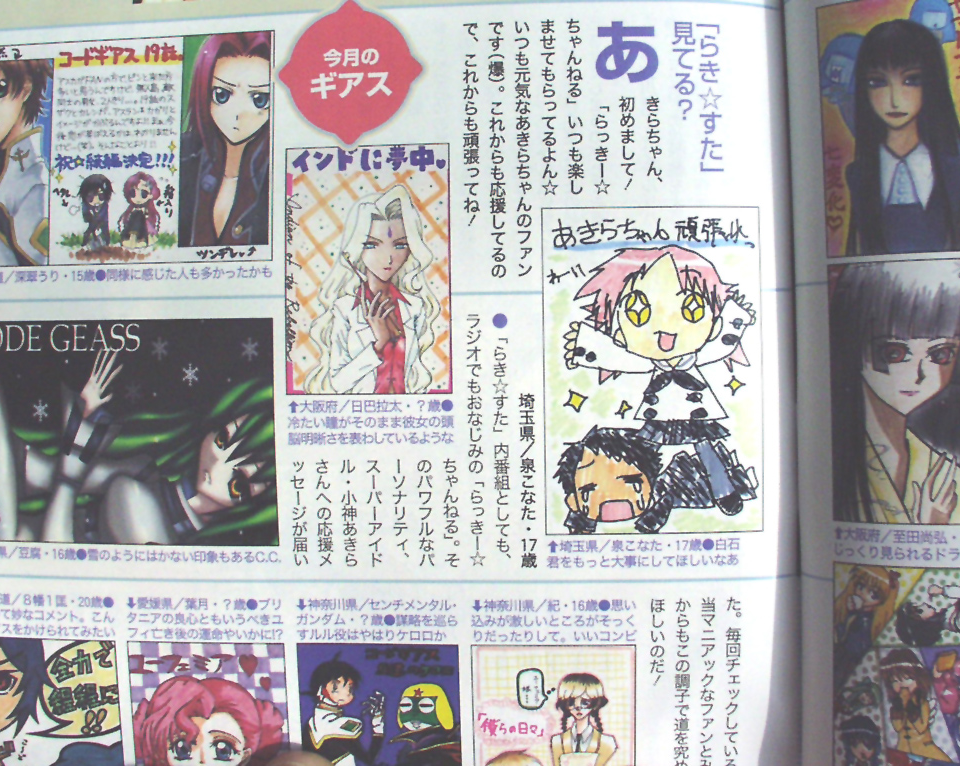 「らき☆すた」
見てる?
あ
きらちゃん、
初めまして!
「らっきー☆
ちゃんねる」いつも楽し
ませてもらってるよん☆
いつも元気なあきらちゃんのファン
です(爆)。これからも応援してるの
で、これからも頑張ってね!
埼玉県/泉こなた・17歳
●「らき☆すた」内番組としても、
ラジオでもおなじみの「らっきー☆
ちゃんねる」。そ
のパワフルなパ
ーソナリティ、
スーパーアイド
ル・小神あきら
さんへの応援メ
ッセージが届い
た。毎回チェックしている
当マニアックなファンとみ
からもこの調子で道を究め
ほしいのだ!
あきらちゃん頑張れっ
わーい
⬆埼玉県/泉こなた・17歳●白石
君をもっと大事にしてほしいなあ
今月の
ギアス
インドに夢中
⬆大阪府/日巴拉太・?歳●
冷たい瞳がそのまま彼女の頭
脳明晰さを表わしているような
コードギアス 19話。
祝☆続編決定!!!
ツンデレっ
/深翠うり・15歳●同様に感じた人も多かったかも
ODE GEASS
県/豆腐・16歳●雪のようにはかない印象もあるC.C.
道/8幡1匡・20歳●
て妙なコメント。こん
スをかけられてみたい
全力で
⬇愛媛県/葉月・?歳●ブリ
タニアの良心ともいうべきユ
フィに き後の運命やいかに!?
ユーフェミア
⬇神奈川県/センチメンタル・
ガンダム・?歳●謀略を巡ら
すルル役はやはりケロロか
コードギアス
⬇神奈川県/紀・16歳●思い
込みが激しいところがそっく
りだったりして。いいコンビ
「僕らの日々」
七変化
⬆大阪府/至田尚弘・
じっくり見られるドラ